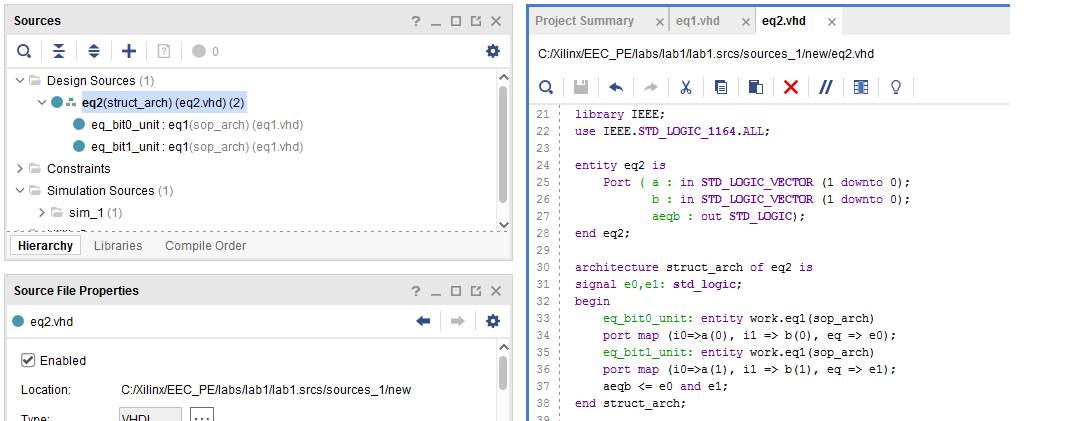 Sources
? _
0
Design Sources (1)
eq2(struct_arch) (eq2.vhd) (2)
eq_bit0_unit : eq1(sop_arch) (eq1.vhd)
eq_bit1_unit : eq1(sop_arch) (eq1.vhd)
Constraints
Simulation Sources (1)
sim_1 (1)
Hierarchy Libraries Compile Order
Source File Properties
? _
eq2.vhd
Enabled
Location: C:/Xilinx/EEC_PE/labs/lab1/lab1.srcs/sources_1/new
Type: VHDL ...
Project Summary × eq1.vhd × eq2.vhd ×
C:/Xilinx/EEC_PE/labs/lab1/lab1.srcs/sources_1/new/eq2.vhd
21 library IEEE;
22 use IEEE.STD_LOGIC_1164.ALL;
23
24 entity eq2 is
25 Port ( a : in STD_LOGIC_VECTOR (1 downto 0);
26 b : in STD_LOGIC_VECTOR (1 downto 0);
27 aeqb : out STD_LOGIC);
28 end eq2;
29
30 architecture struct_arch of eq2 is
31 signal e0,e1: std_logic;
32 begin
33 eq_bit0_unit: entity work.eq1(sop_arch)
34 port map (i0=>a(0), i1 => b(0), eq => e0);
35 eq_bit1_unit: entity work.eq1(sop_arch)
36 port map (i0=>a(1), i1 => b(1), eq => e1);
37 aeqb <= e0 and e1;
38 end struct_arch;
39